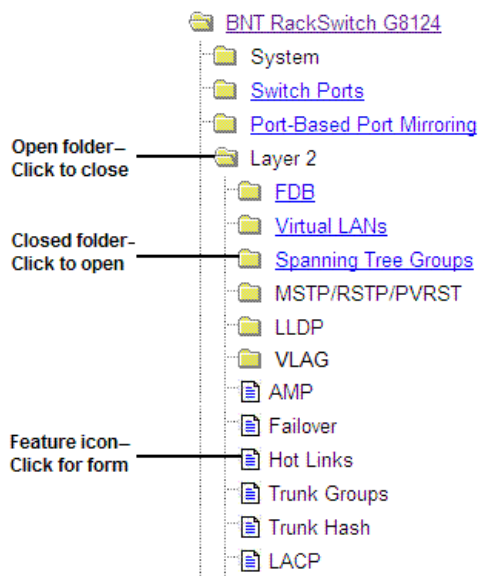 BNT RackSwitch G8124
System
Switch Ports
Port-Based Port Mirroring
Open folder–
Click to close
Layer 2
FDB
Virtual LANs
Closed folder-
Click to open
Spanning Tree Groups
MSTP/RSTP/PVRST
LLDP
VLAG
AMP
Failover
Feature icon–
Click for form
Hot Links
Trunk Groups
Trunk Hash
LACP